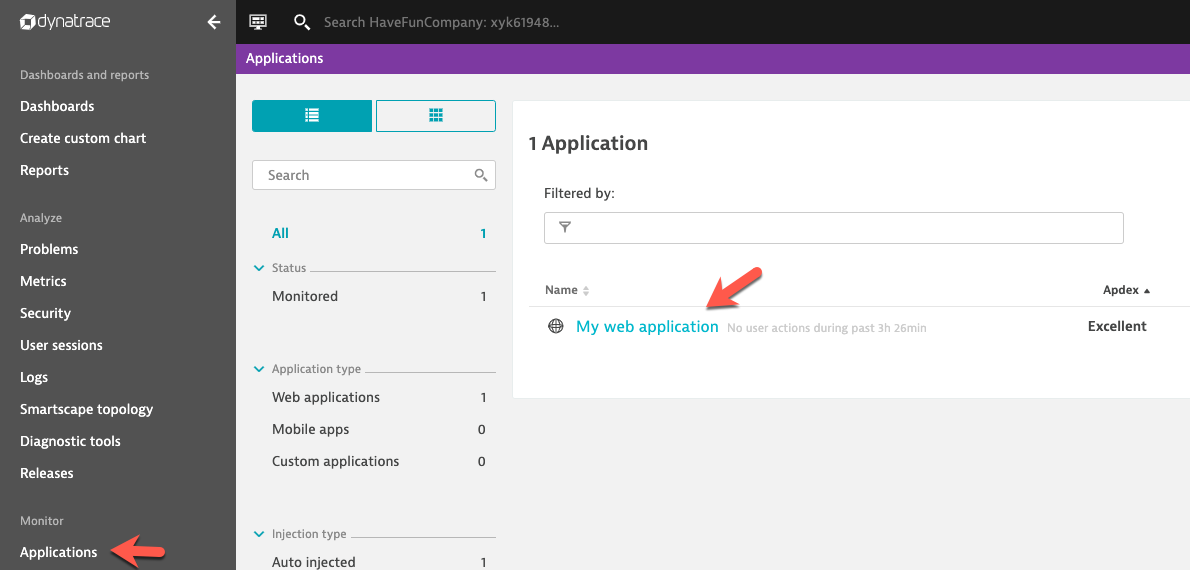 dynatrace
Search HaveFunCompany: xyk61948...
Applications
Dashboards and reports
Dashboards
Create custom chart
Reports
Analyze
Problems
Metrics
Security
User sessions
Logs
Smartscape topology
Diagnostic tools
Releases
Monitor
Applications
Search
All 1
Status
Monitored 1
Application type
Web applications 1
Mobile apps 0
Custom applications 0
Injection type
Auto injected 1
1 Application
Filtered by:
Name Apdex
My web application No user actions during past 3h 26min Excellent